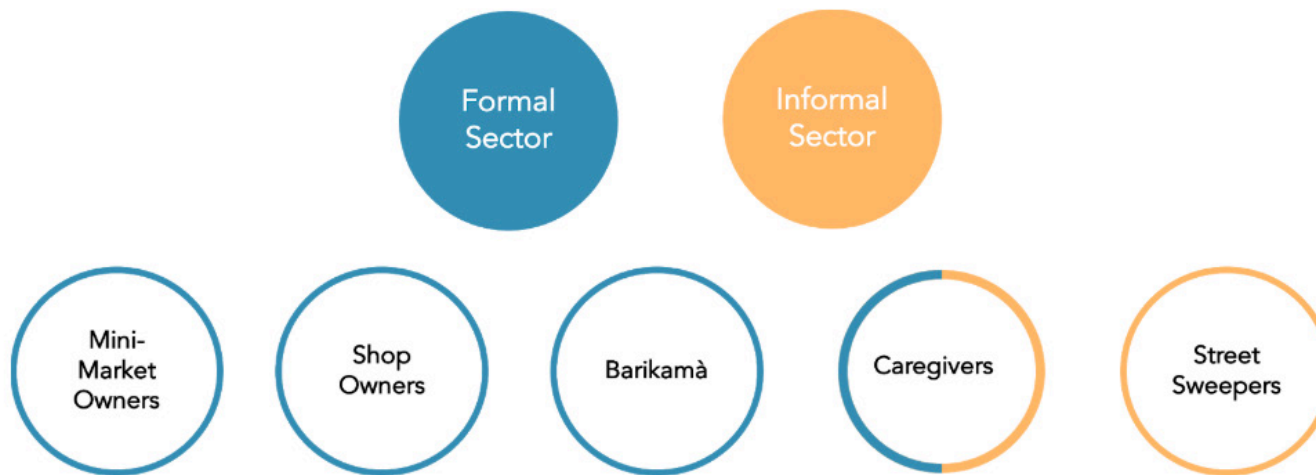 Formal
Sector
Informal
Sector
Mini-
Market
Owners
Shop
Owners
Barikamà
Caregivers
Street
Sweepers